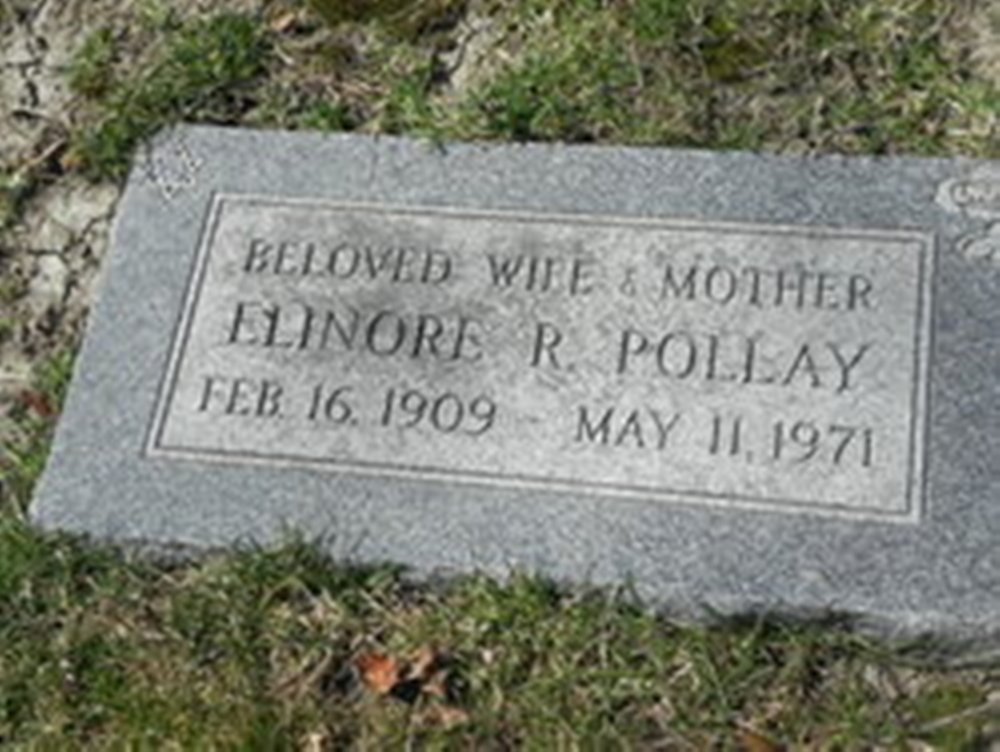 BELOVED WIFE & MOTHER
ELINORE R. POLLAY
FEB. 16, 1909 - MAY 11, 1971